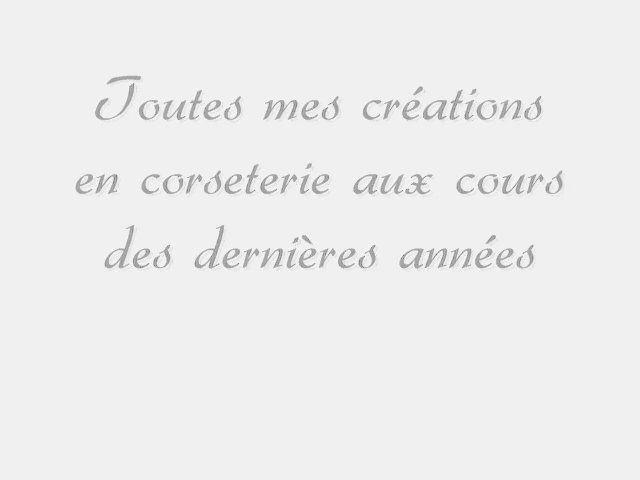 Toutes mes créations
en corseterie aux cours
des dernières années